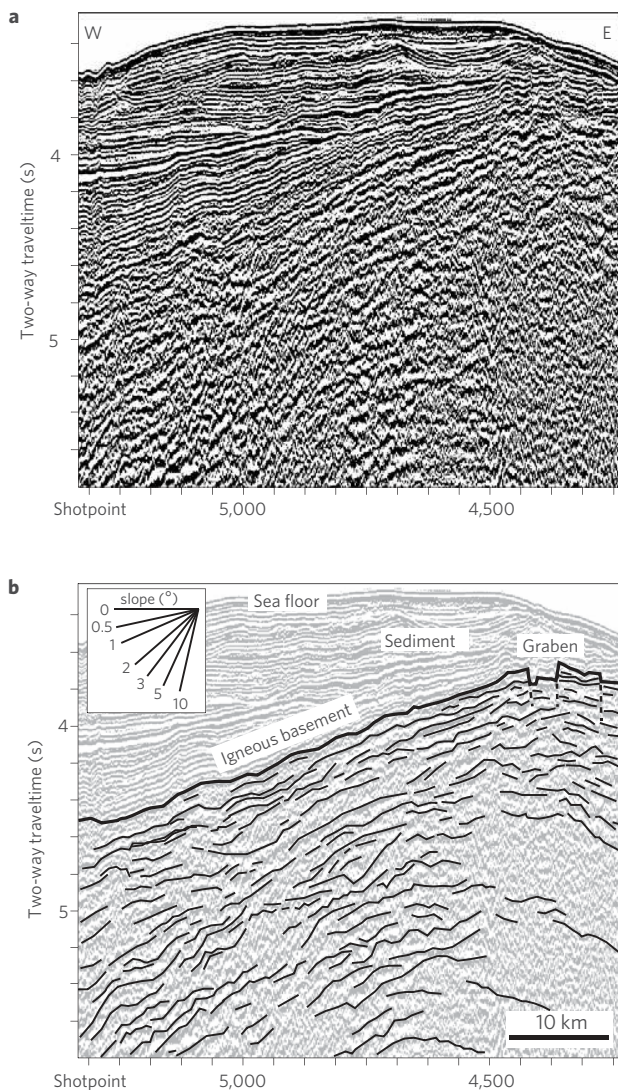 a
W
E
4
Two-way traveltime (s)
5
Shotpoint
5,000
4,500
b
0
slope (°)
0.5
1
2
3
5
10
Sea floor
Sediment
Graben
Igneous basement
4
Two-way traveltime (s)
5
10 km
Shotpoint
5,000
4,500